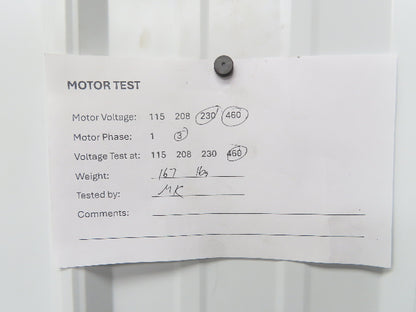 MOTOR TEST
Motor Voltage: 115 208 230 460
Motor Phase: 1 3
Voltage Test at: 115 208 230 460
Weight: 167 lbs
Tested by: MK
Comments: